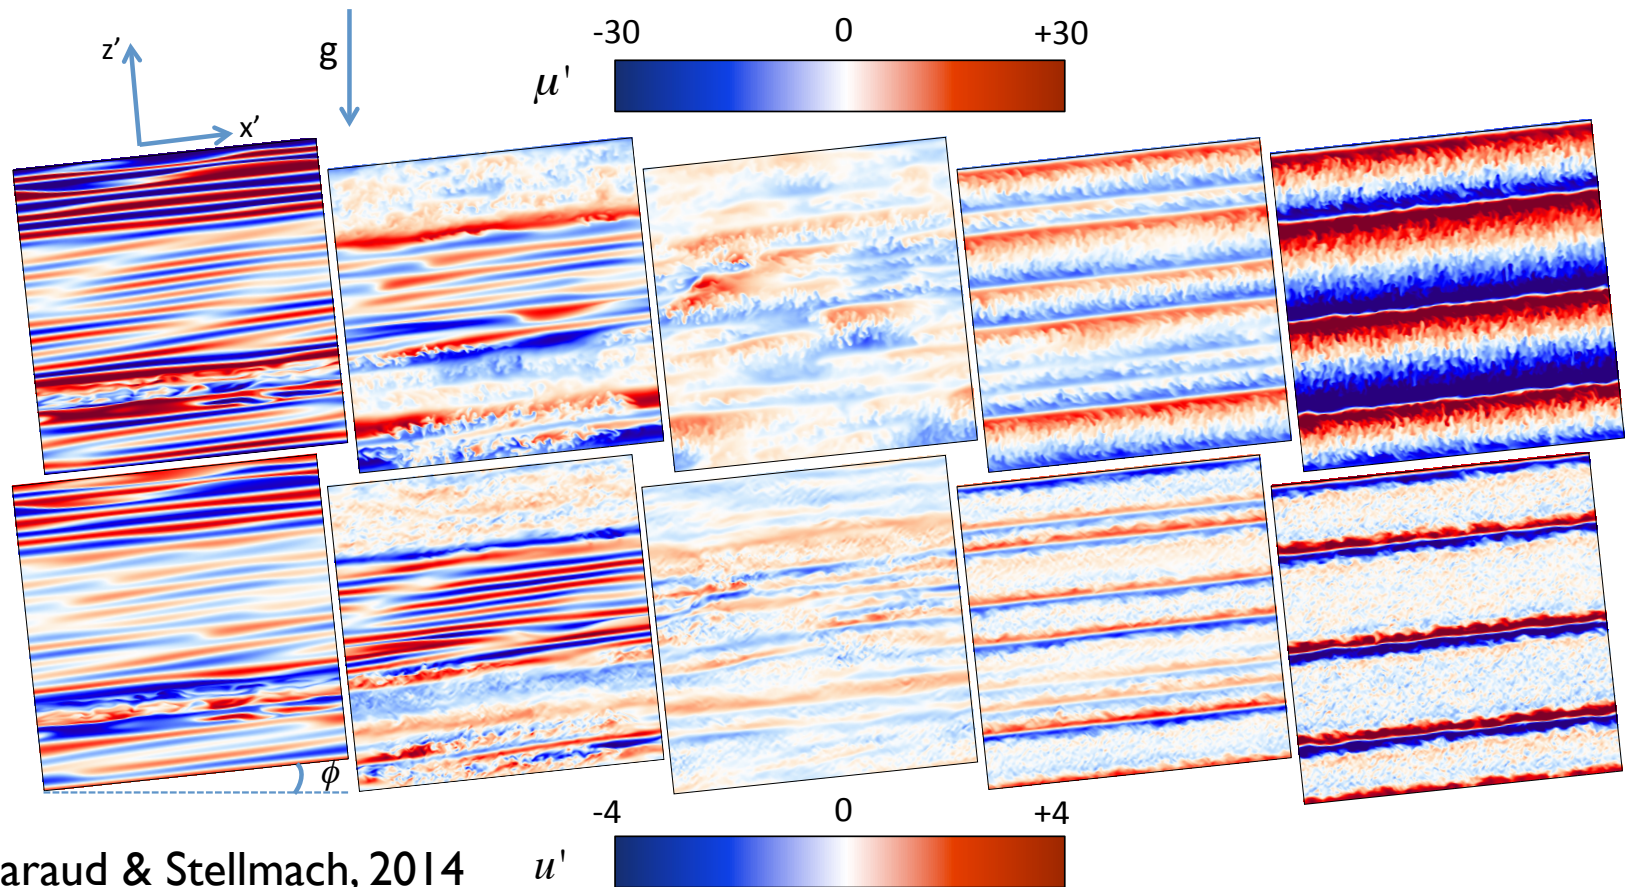 -30 0 +30
z'
g
μ'
x'
ϕ
-4 0 +4
araud & Stellmach, 2014
u'